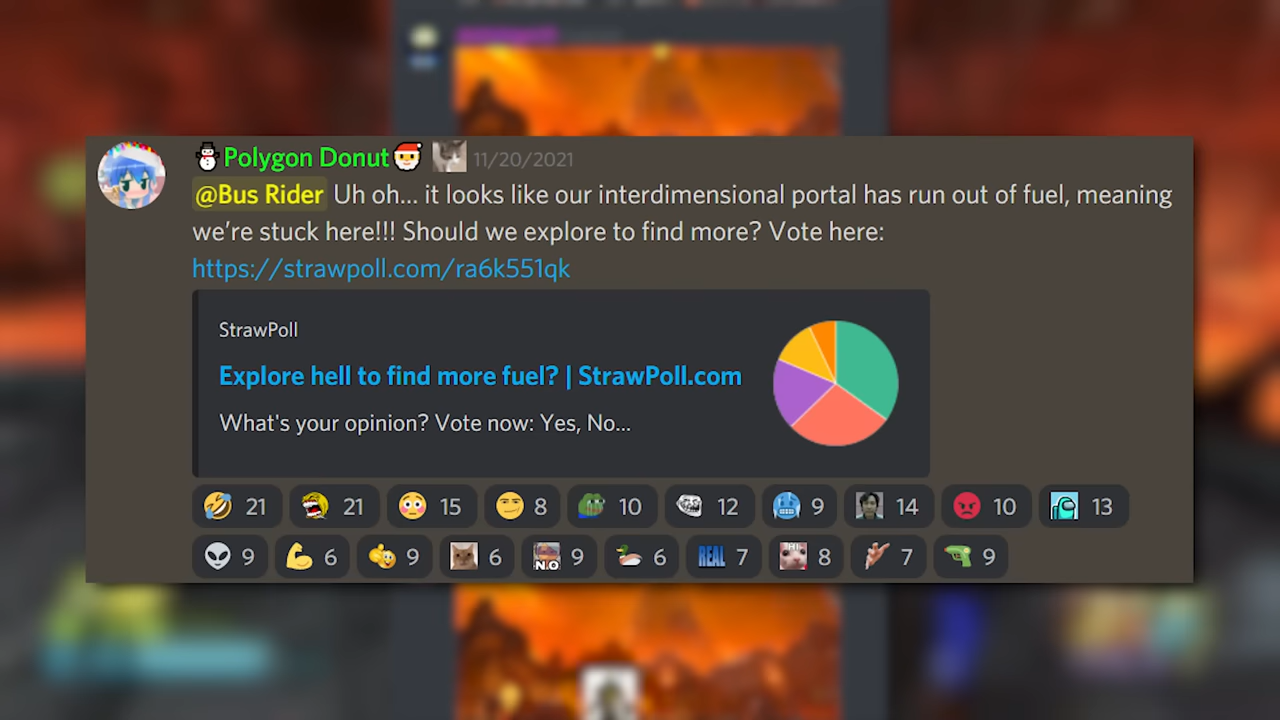 ⛄Polygon Donut🎅 11/20/2021
@Bus Rider Uh oh... it looks like our interdimensional portal has run out of fuel, meaning
we’re stuck here!!! Should we explore to find more? Vote here:
https://strawpoll.com/ra6k551qk
StrawPoll
Explore hell to find more fuel? | StrawPoll.com
What's your opinion? Vote now: Yes, No...
21 21 15 8 10 12 9 14 10 13
9 6 9 6 NO 9 6 REAL 7 8 7 9